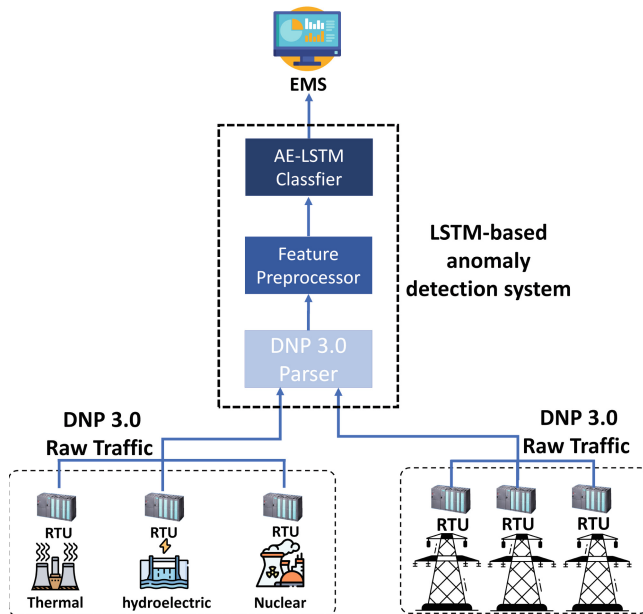 EMS
AE-LSTM
Classfier
Feature
Preprocessor
LSTM-based
anomaly
detection system
DNP 3.0
Parser
DNP 3.0
Raw Traffic
DNP 3.0
Raw Traffic
RTU
RTU
RTU
RTU
RTU
RTU
Thermal
hydroelectric
Nuclear